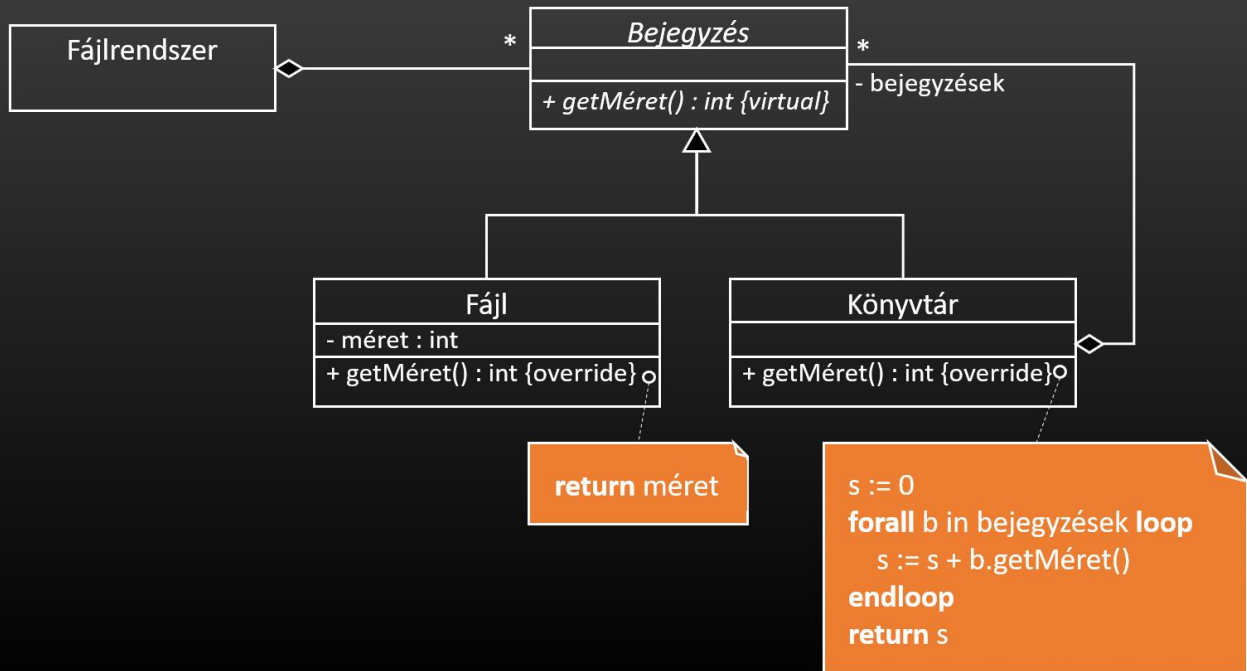 Fájlrendszer
*
Bejegyzés
*
+ getMéret() : int {virtual}
- bejegyzések
Fájl
- méret : int
+ getMéret() : int {override}
Könyvtár
+ getMéret() : int {override}
return méret
s := 0
forall b in bejegyzések loop
s := s + b.getMéret()
endloop
return s